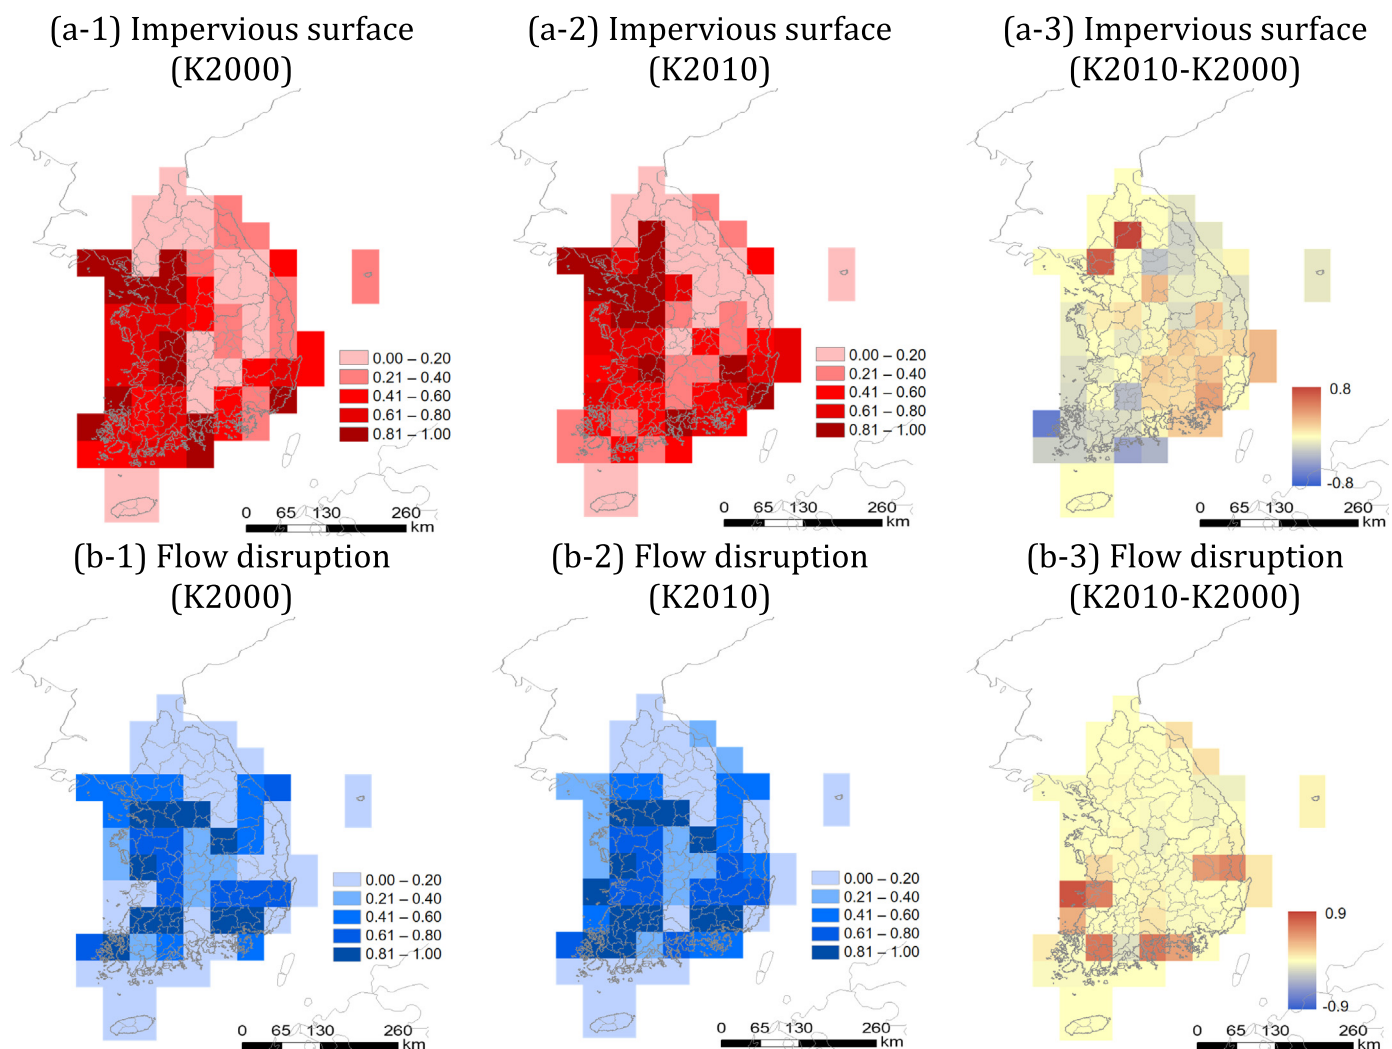 (a-1) Impervious surface
(K2000)
(a-2) Impervious surface
(K2010)
(a-3) Impervious surface
(K2010-K2000)
0.00 – 0.20
0.21 – 0.40
0.41 – 0.60
0.61 – 0.80
0.81 – 1.00
0 65 130 260
km
0.00 – 0.20
0.21 – 0.40
0.41 – 0.60
0.61 – 0.80
0.81 – 1.00
0 65 130 260
km
0.8
-0.8
0 65 130 260
km
(b-1) Flow disruption
(K2000)
(b-2) Flow disruption
(K2010)
(b-3) Flow disruption
(K2010-K2000)
0.00 – 0.20
0.21 – 0.40
0.41 – 0.60
0.61 – 0.80
0.81 – 1.00
0 65 130 260
km
0.00 – 0.20
0.21 – 0.40
0.41 – 0.60
0.61 – 0.80
0.81 – 1.00
0 65 130 260
km
0.9
-0.9
0 65 130 260
km